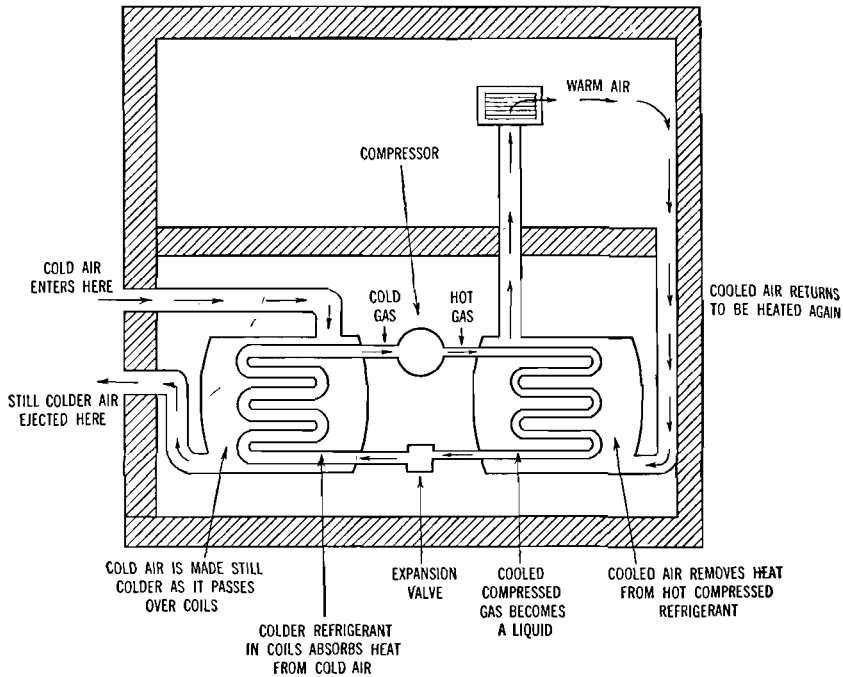 WARM AIR
COMPRESSOR
COLD AIR
ENTERS HERE
COLD
GAS
HOT
GAS
COOLED AIR RETURNS
TO BE HEATED AGAIN
STILL COLDER AIR
EJECTED HERE
COLD AIR IS MADE STILL
COLDER AS IT PASSES
OVER COILS
EXPANSION
VALVE
COOLED
COMPRESSED
GAS BECOMES
A LIQUID
COOLED AIR REMOVES HEAT
FROM HOT COMPRESSED
REFRIGERANT
COLDER REFRIGERANT
IN COILS ABSORBS HEAT
FROM COLD AIR